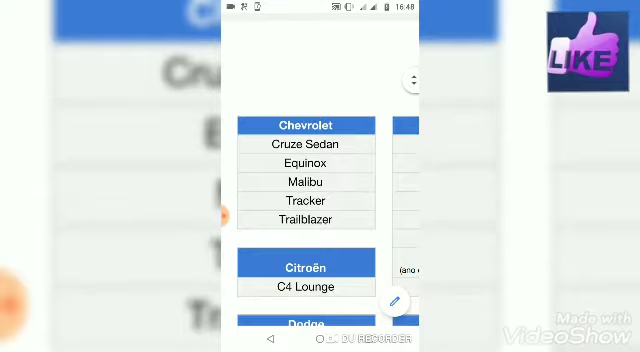 16:48
LIKE
Chevrolet
Cruze Sedan
Equinox
Malibu
Tracker
Trailblazer
Citroën
C4 Lounge
(ano
Dodge
DU RECORDER
Made with
VideoShow